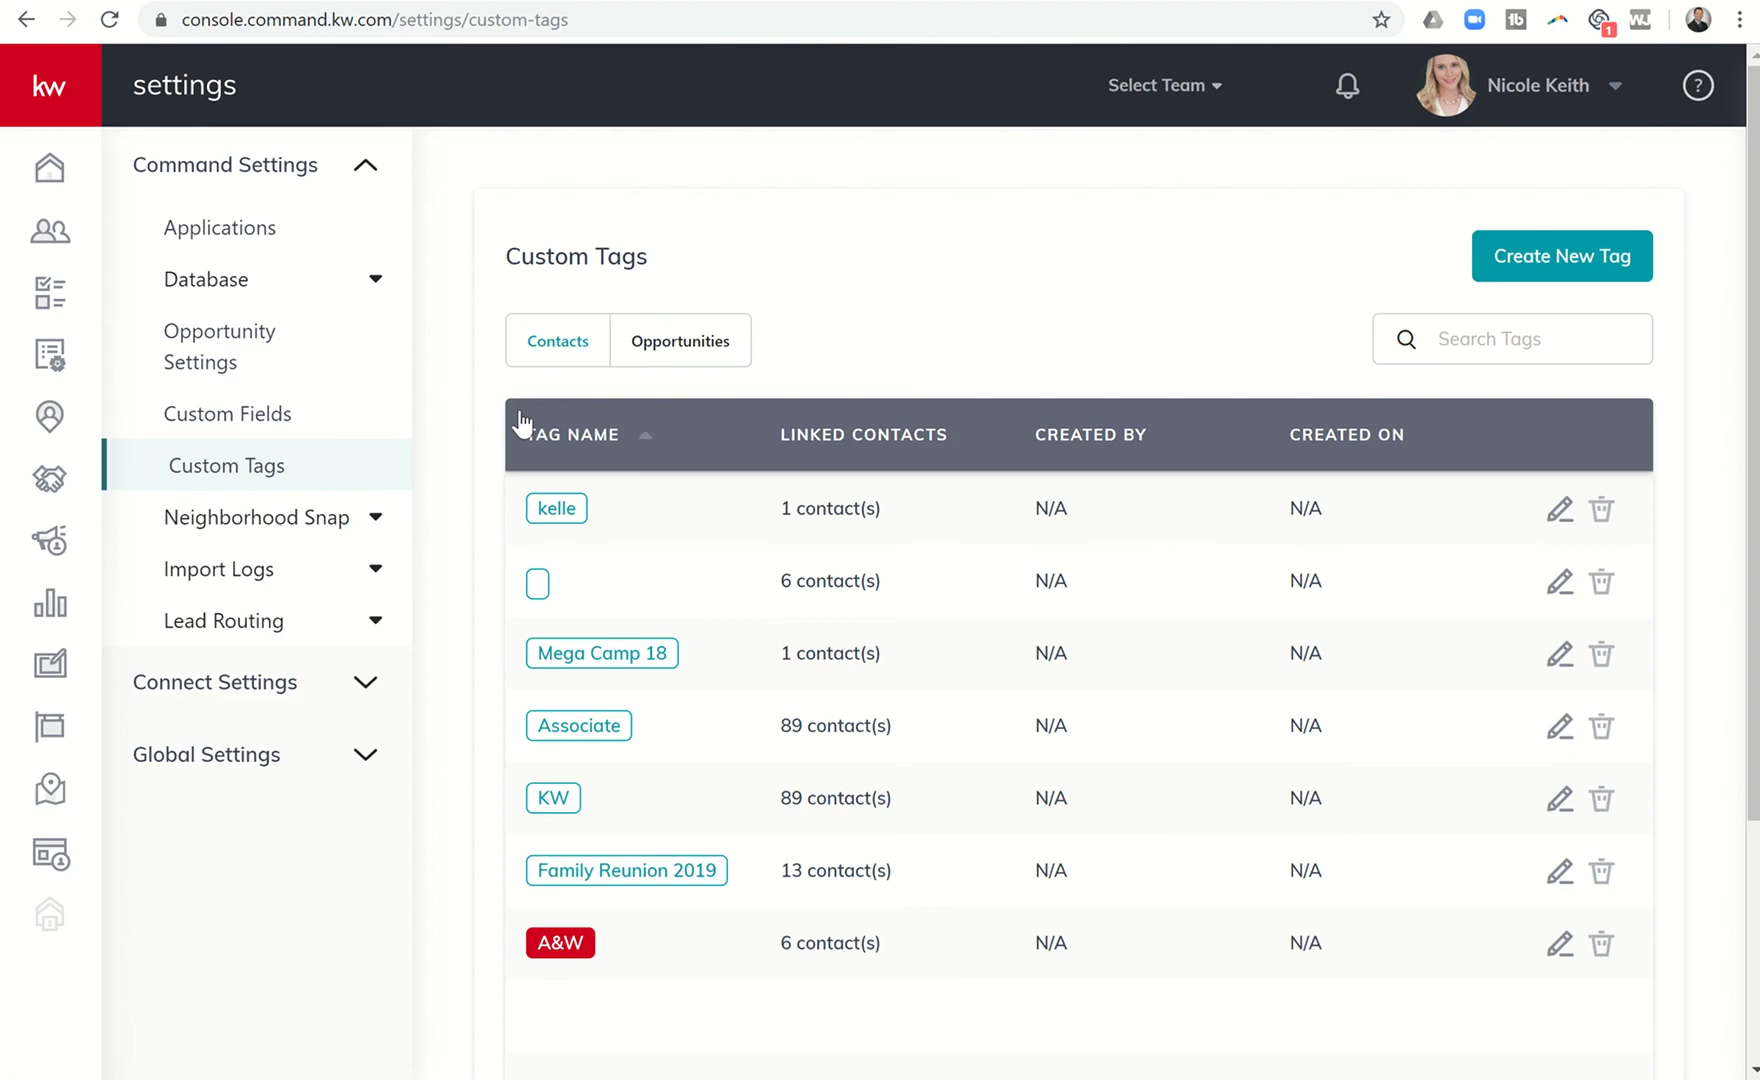 console.command.kw.com/settings/custom-tags
1
kw
settings
Select Team
Nicole Keith
?
Command Settings
Applications
Database
Opportunity
Settings
Custom Fields
Custom Tags
Neighborhood Snap
Import Logs
Lead Routing
Connect Settings
Global Settings
Custom Tags
Create New Tag
Contacts
Opportunities
Search Tags
TAG NAME LINKED CONTACTS CREATED BY CREATED ON
kelle 1 contact(s) N/A N/A
6 contact(s) N/A N/A
Mega Camp 18 1 contact(s) N/A N/A
Associate 89 contact(s) N/A N/A
KW 89 contact(s) N/A N/A
Family Reunion 2019 13 contact(s) N/A N/A
A&W 6 contact(s) N/A N/A